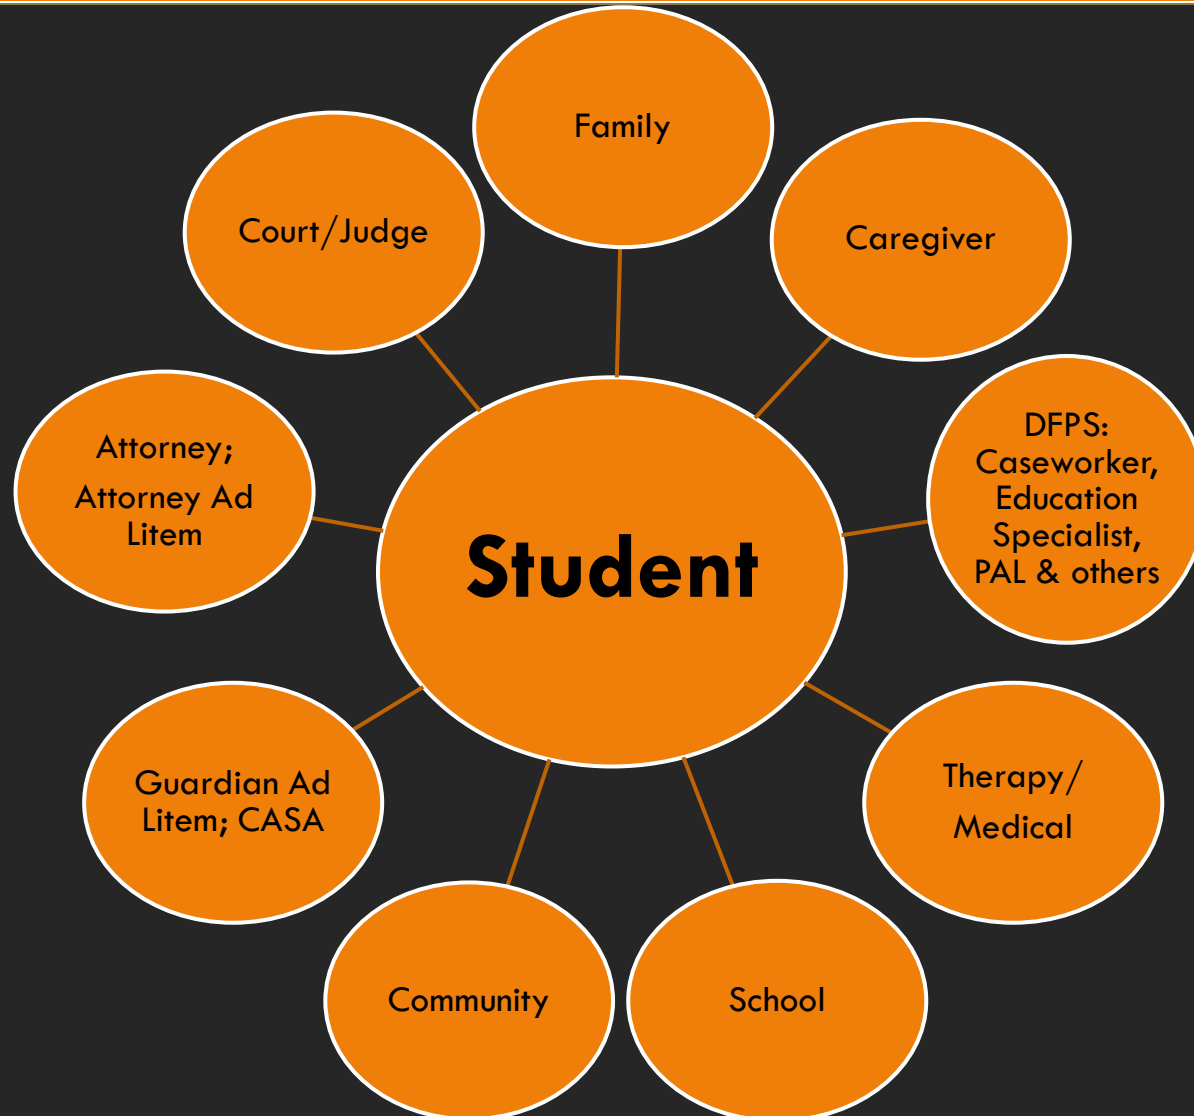 Family
Court/Judge
Caregiver
Attorney;
Attorney Ad
Litem
DFPS:
Caseworker,
Education
Specialist,
PAL & others
Student
Guardian Ad
Litem; CASA
Therapy/
Medical
Community
School